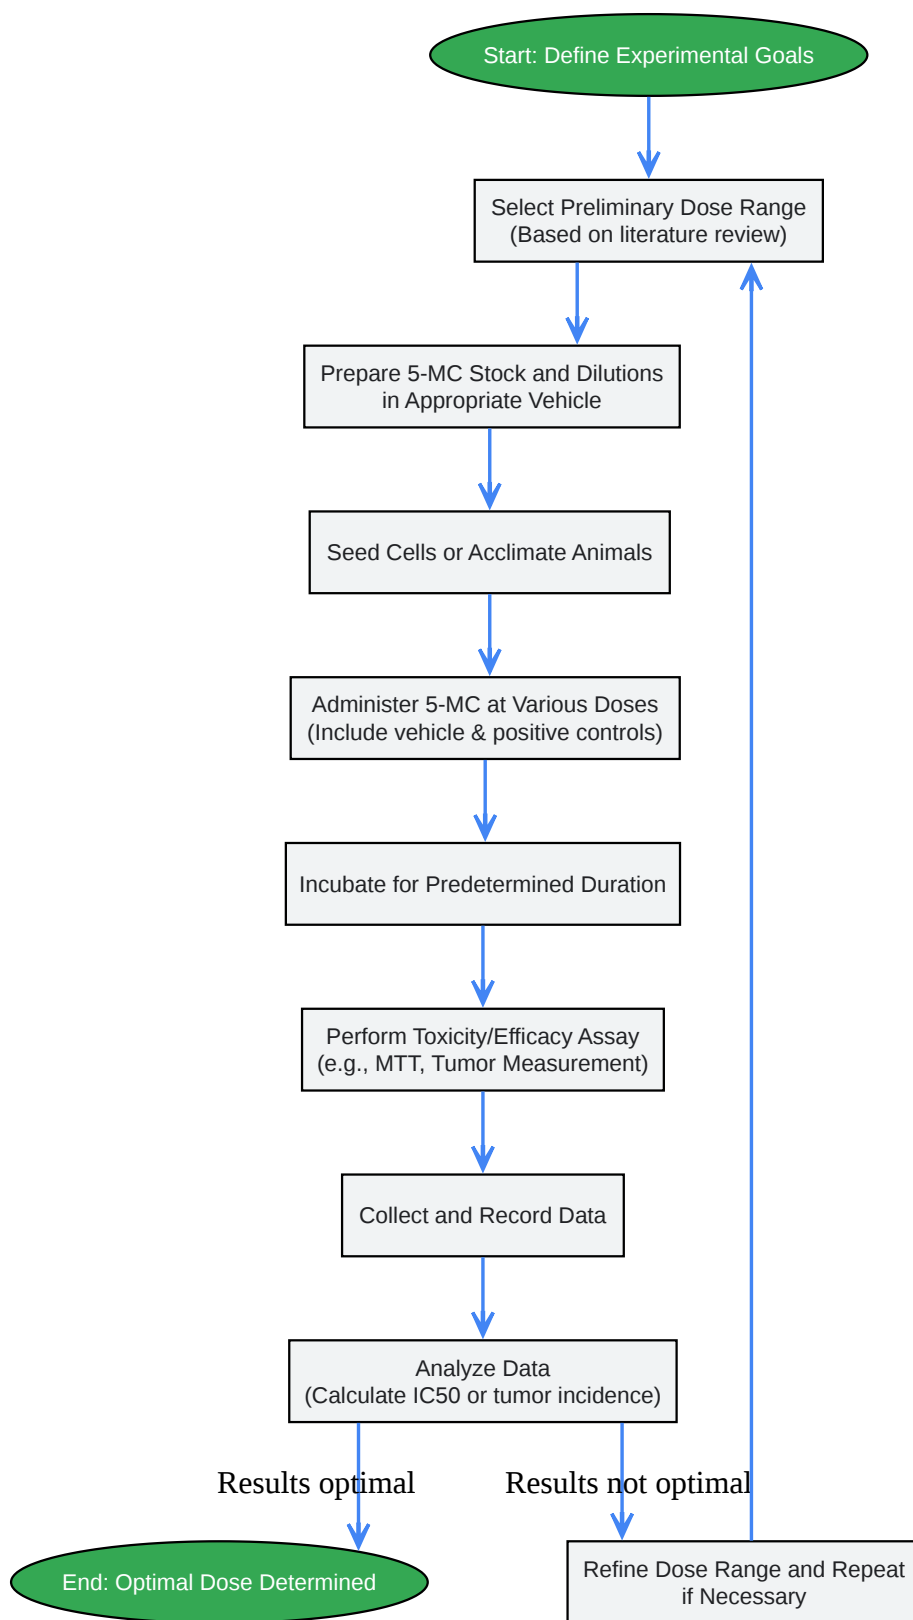 Start: Define Experimental Goals
Select Preliminary Dose Range
(Based on literature review)
Prepare 5-MC Stock and Dilutions
in Appropriate Vehicle
Seed Cells or Acclimate Animals
Administer 5-MC at Various Doses
(Include vehicle & positive controls)
Incubate for Predetermined Duration
Perform Toxicity/Efficacy Assay
(e.g., MTT, Tumor Measurement)
Collect and Record Data
Analyze Data
(Calculate IC50 or tumor incidence)
Results optimal
Results not optimal
End: Optimal Dose Determined
Refine Dose Range and Repeat
if Necessary